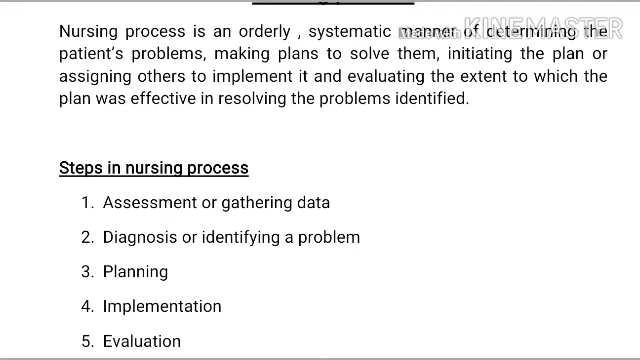 Nursing process is an orderly , systematic manner of determining the
patient's problems, making plans to solve them, initiating the plan or
assigning others to implement it and evaluating the extent to which the
plan was effective in resolving the problems identified.
Steps in nursing process
1. Assessment or gathering data
2. Diagnosis or identifying a problem
3. Planning
4. Implementation
5. Evaluation
KINEMASTER